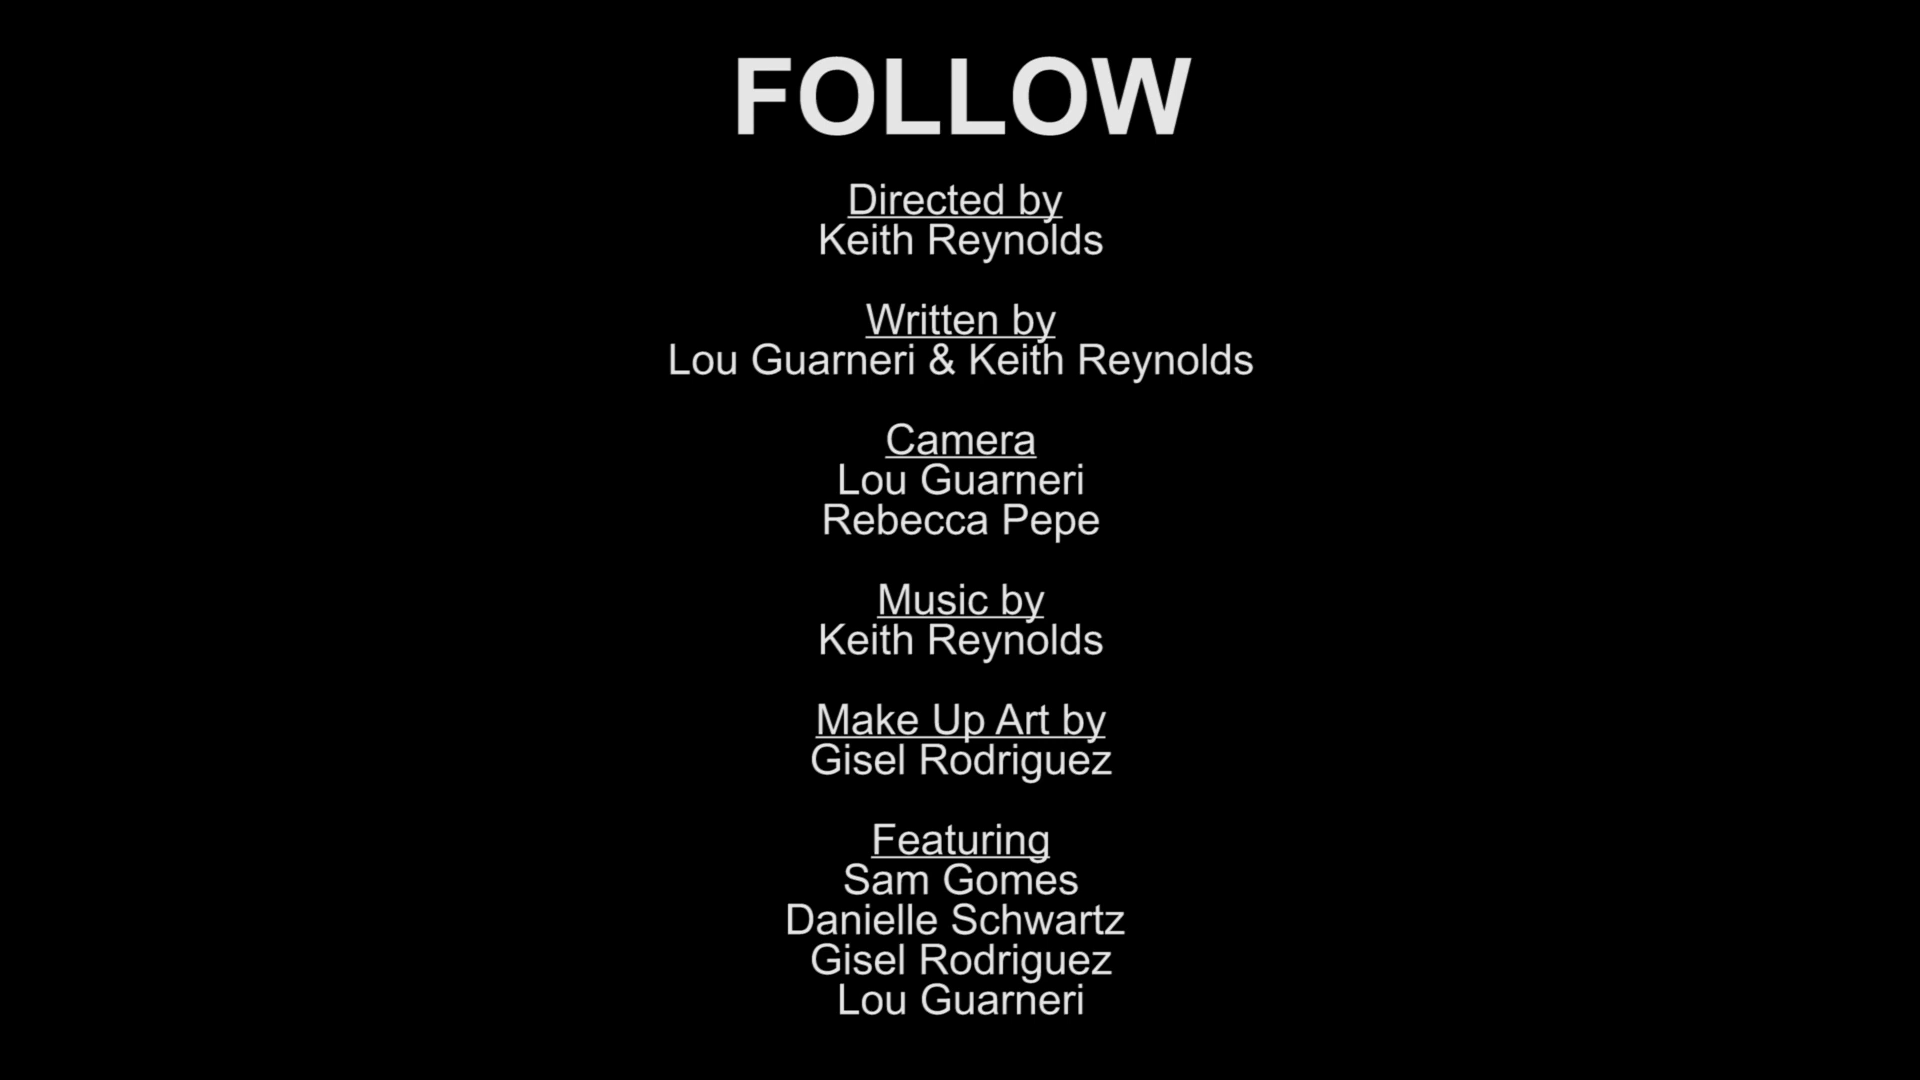 FOLLOW
Directed by
Keith Reynolds
Written by
Lou Guarneri & Keith Reynolds
Camera
Lou Guarneri
Rebecca Pepe
Music by
Keith Reynolds
Make Up Art by
Gisel Rodriguez
Featuring
Sam Gomes
Danielle Schwartz
Gisel Rodriguez
Lou Guarneri